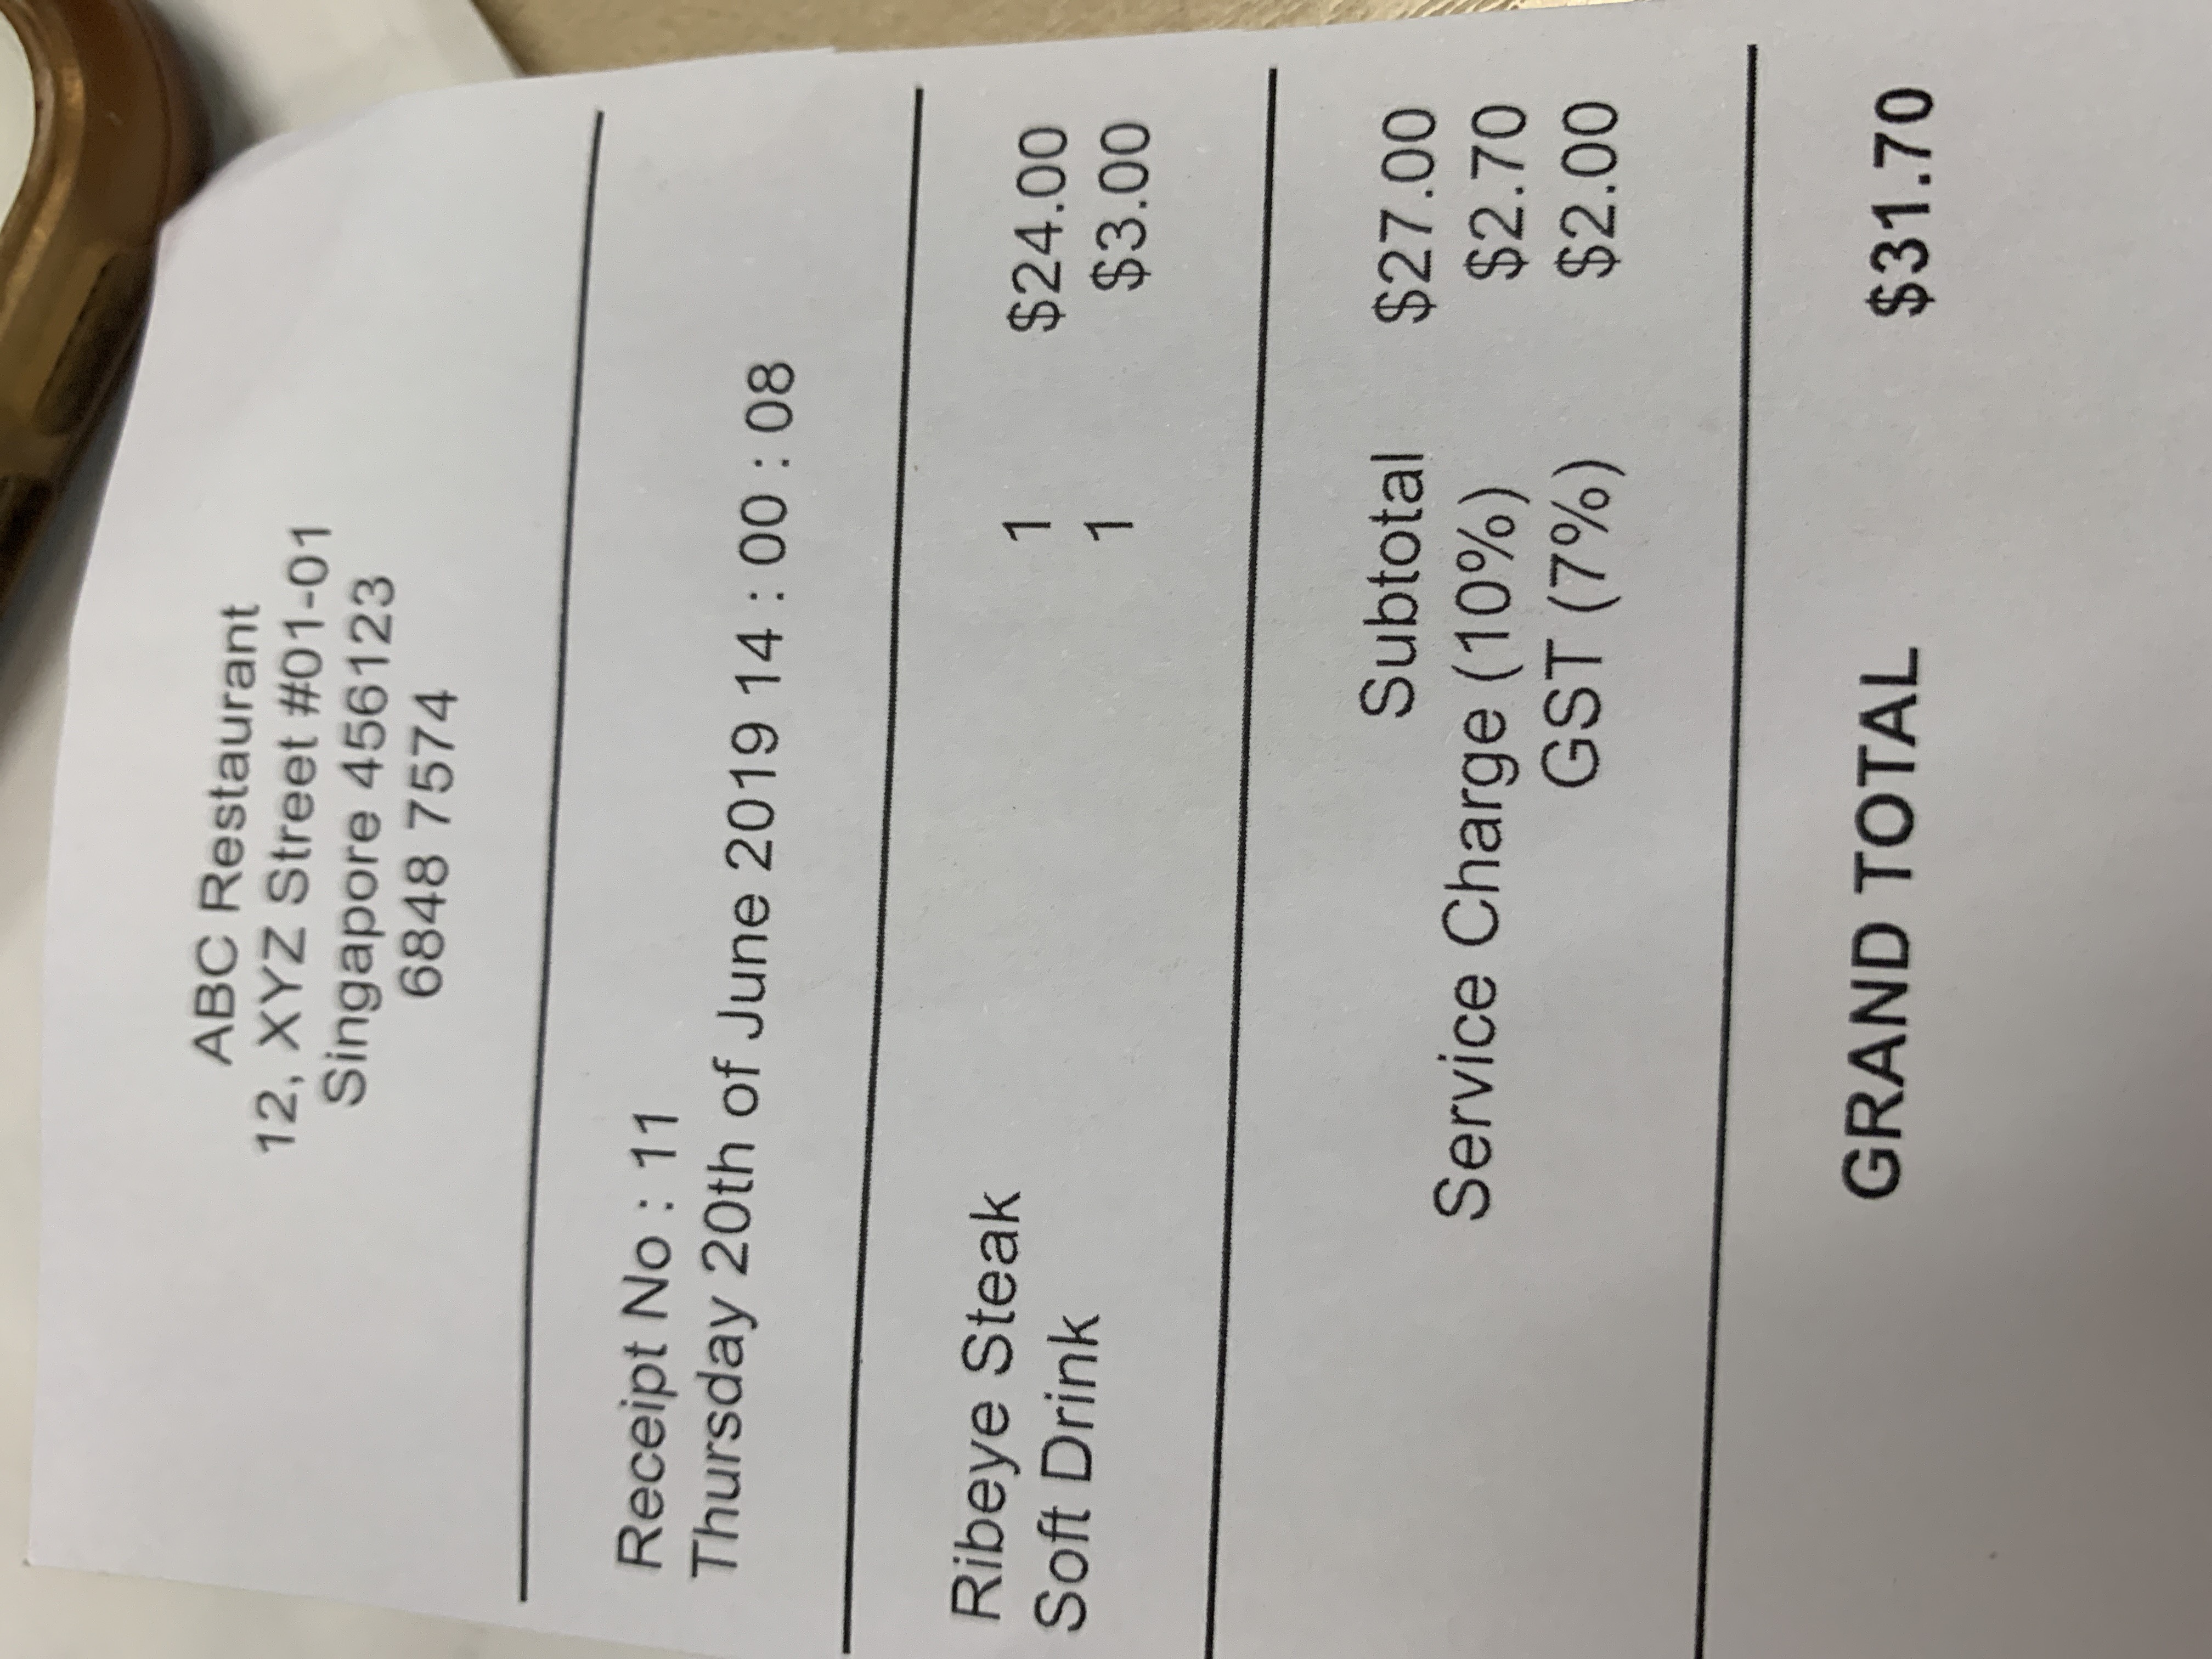 ABC Restaurant
12, XYZ Street #01-01
Singapore 456123
6848 7574
Receipt No : 11
Thursday 20th of June 2019 14 : 00 : 08
Ribeye Steak 1 $24.00
Soft Drink 1 $3.00
Subtotal $27.00
Service Charge (10%) $2.70
GST (7%) $2.00
GRAND TOTAL $31.70